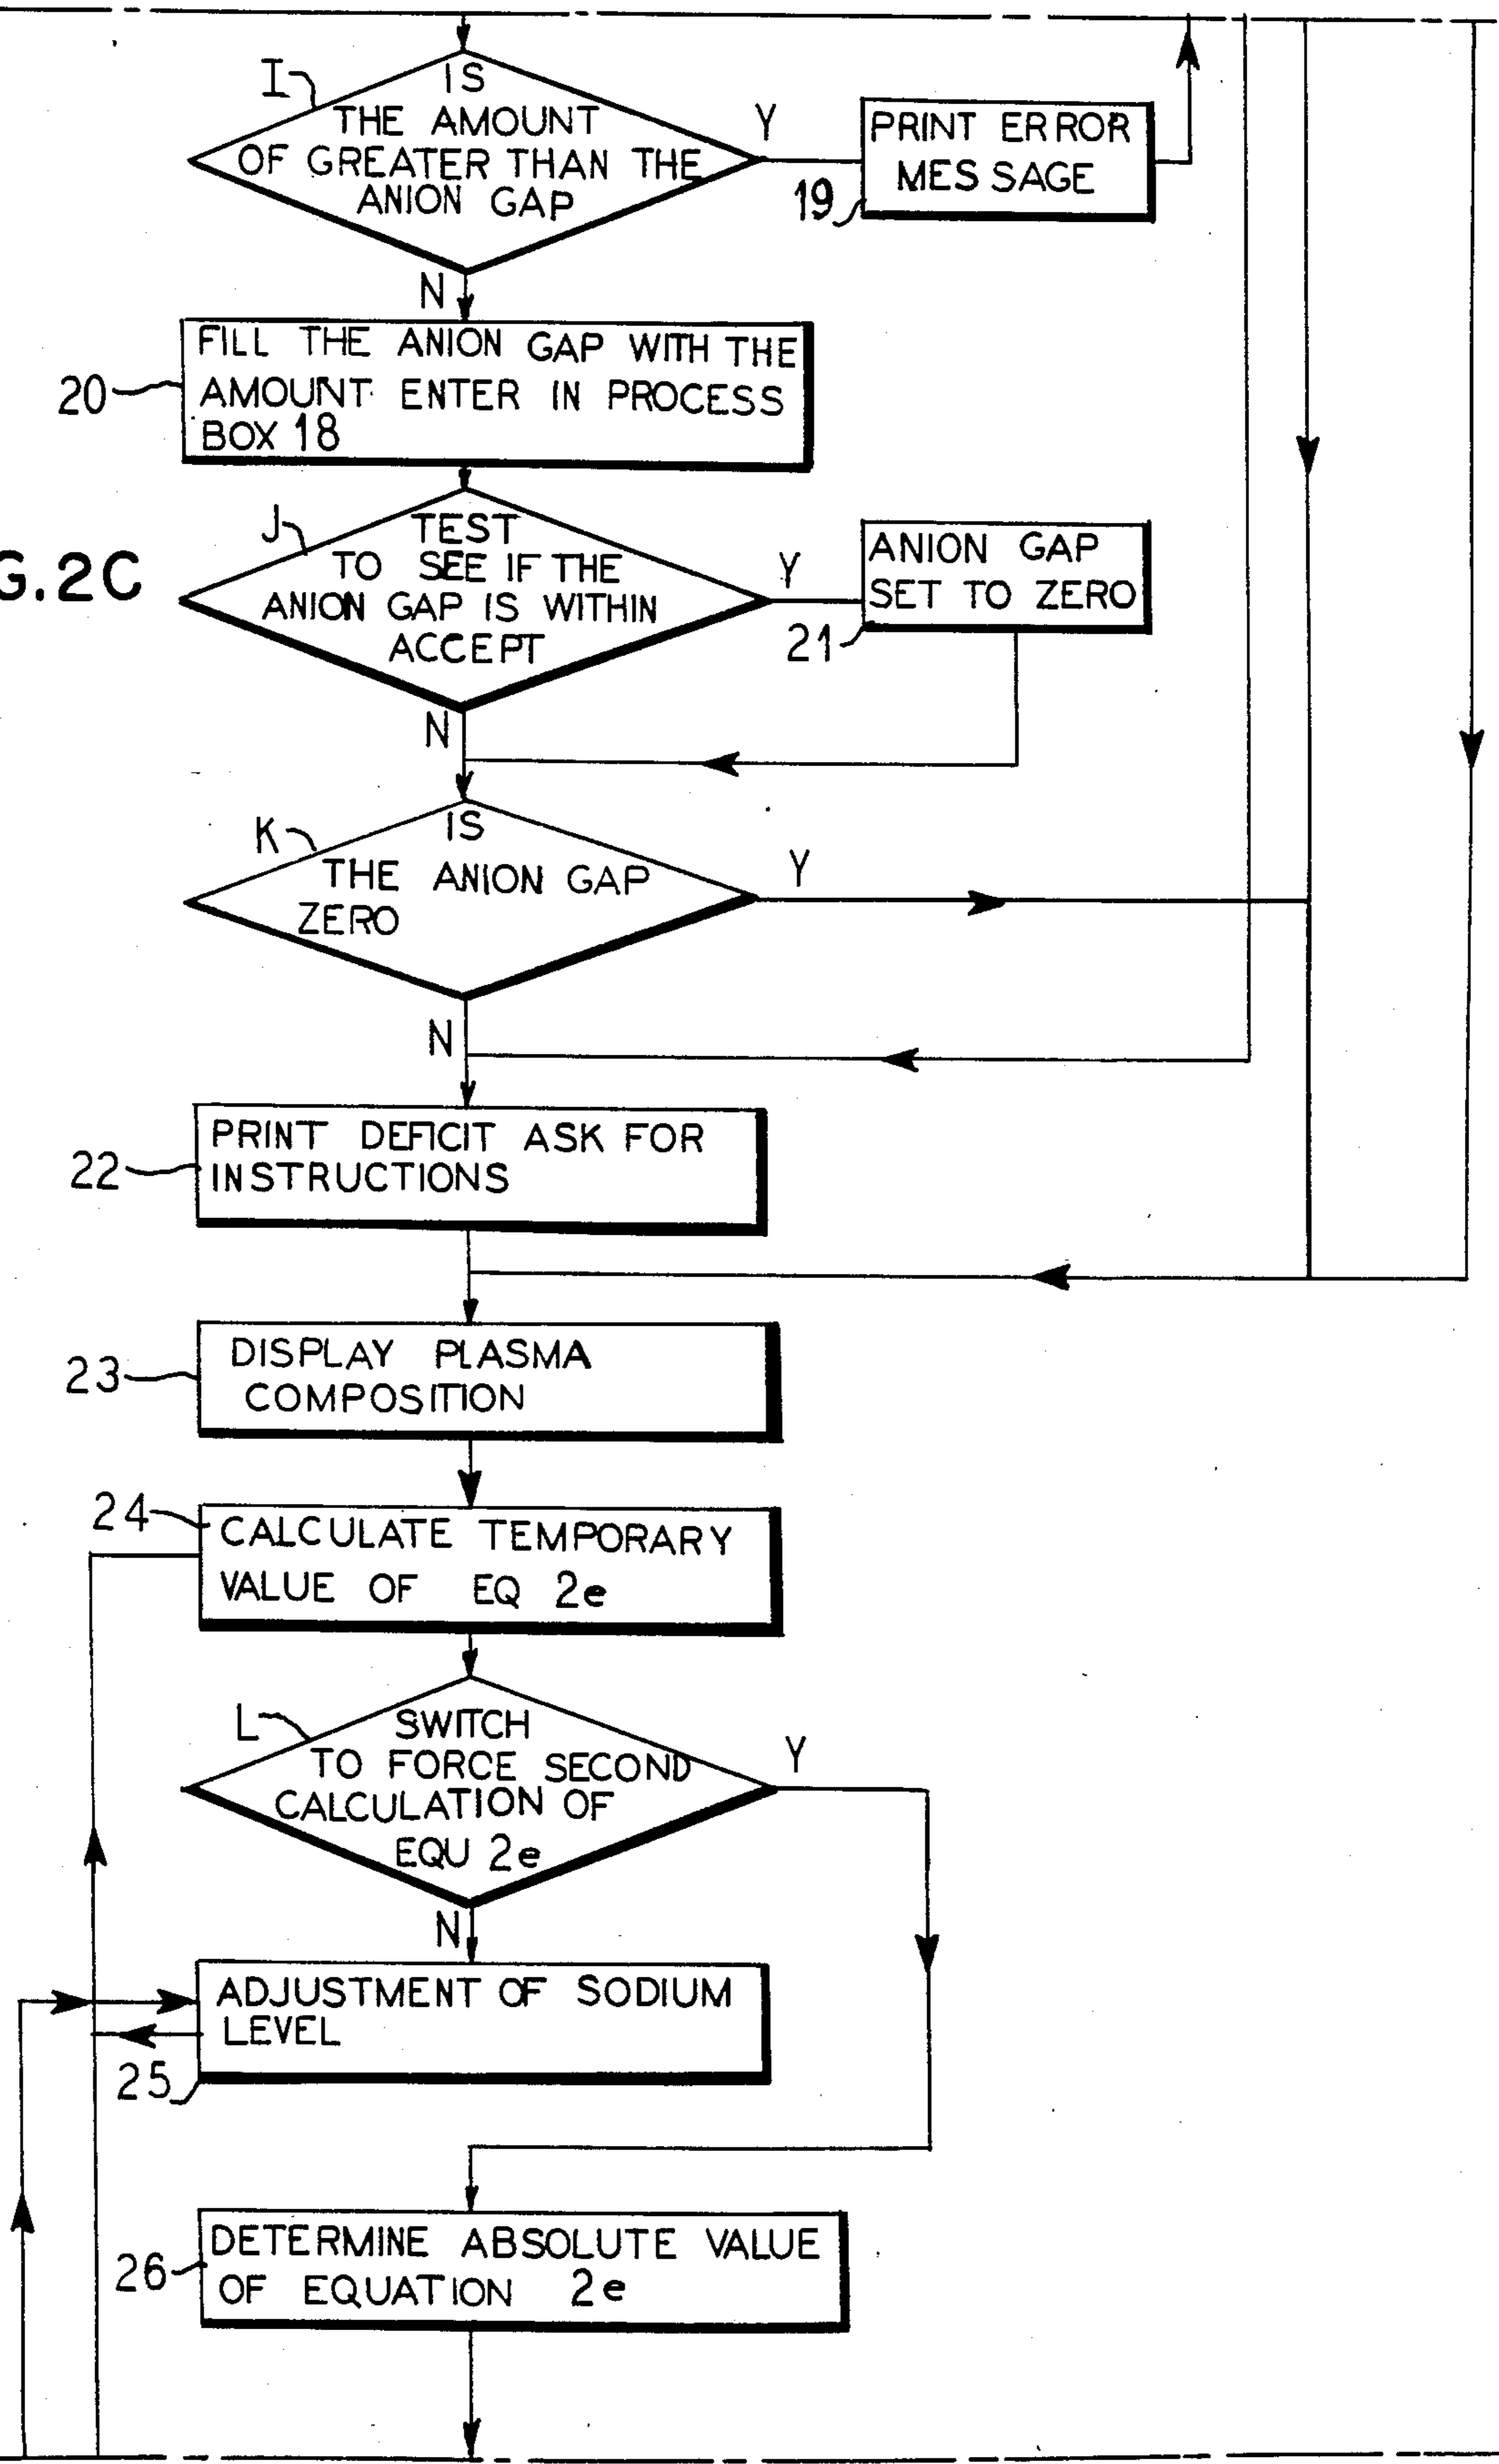 I
IS
THE AMOUNT
OF GREATER THAN THE
ANION GAP
Y
PRINT ERROR
MESSAGE
19
N
FILL THE ANION GAP WITH THE
AMOUNT ENTER IN PROCESS
BOX 18
20
G.2C
J
TEST
TO SEE IF THE
ANION GAP IS WITHIN
ACCEPT
Y
ANION GAP
SET TO ZERO
21
N
K
IS
THE ANION GAP
ZERO
Y
N
PRINT DEFICIT ASK FOR
INSTRUCTIONS
22
DISPLAY PLASMA
COMPOSITION
23
24
CALCULATE TEMPORARY
VALUE OF EQ 2e
L
SWITCH
TO FORCE SECOND
CALCULATION OF
EQU 2e
Y
N
ADJUSTMENT OF SODIUM
LEVEL
25
DETERMINE ABSOLUTE VALUE
OF EQUATION 2e
26